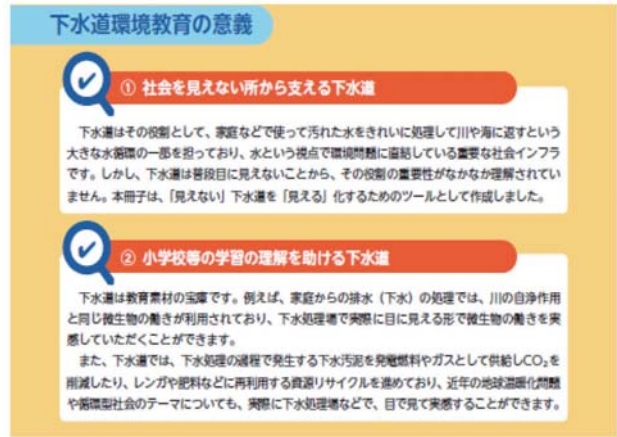 下水道環境教育の意義
① 社会を見えない所から支える下水道
下水道はその役割として、家庭などで使って汚れた水をきれいに処理して川や海に返すという
大きな水循環の一部を担っており、水という視点で環境問題に直結している重要な社会インフラ
です。しかし、下水道は普段目に見えないことから、その役割の重要性がなかなか理解されてい
ません。本冊子は、「見えない」下水道を「見える」化するためのツールとして作成しました。
② 小学校等の学習の理解を助ける下水道
下水道は教育素材の宝庫です。例えば、家庭からの排水（下水）の処理では、川の自浄作用
と同じ微生物の働きが利用されており、下水処理場で実際に目に見える形で微生物の働きを実
感していただくことができます。
また、下水道では、下水処理の過程で発生する下水汚泥を発電燃料やガスとして供給しCO₂を
削減したり、レンガや肥料などに再利用する資源リサイクルを進めており、近年の地球温暖化問題
や循環型社会のテーマについても、実際に下水処理場などで、目で見て実感することができます。